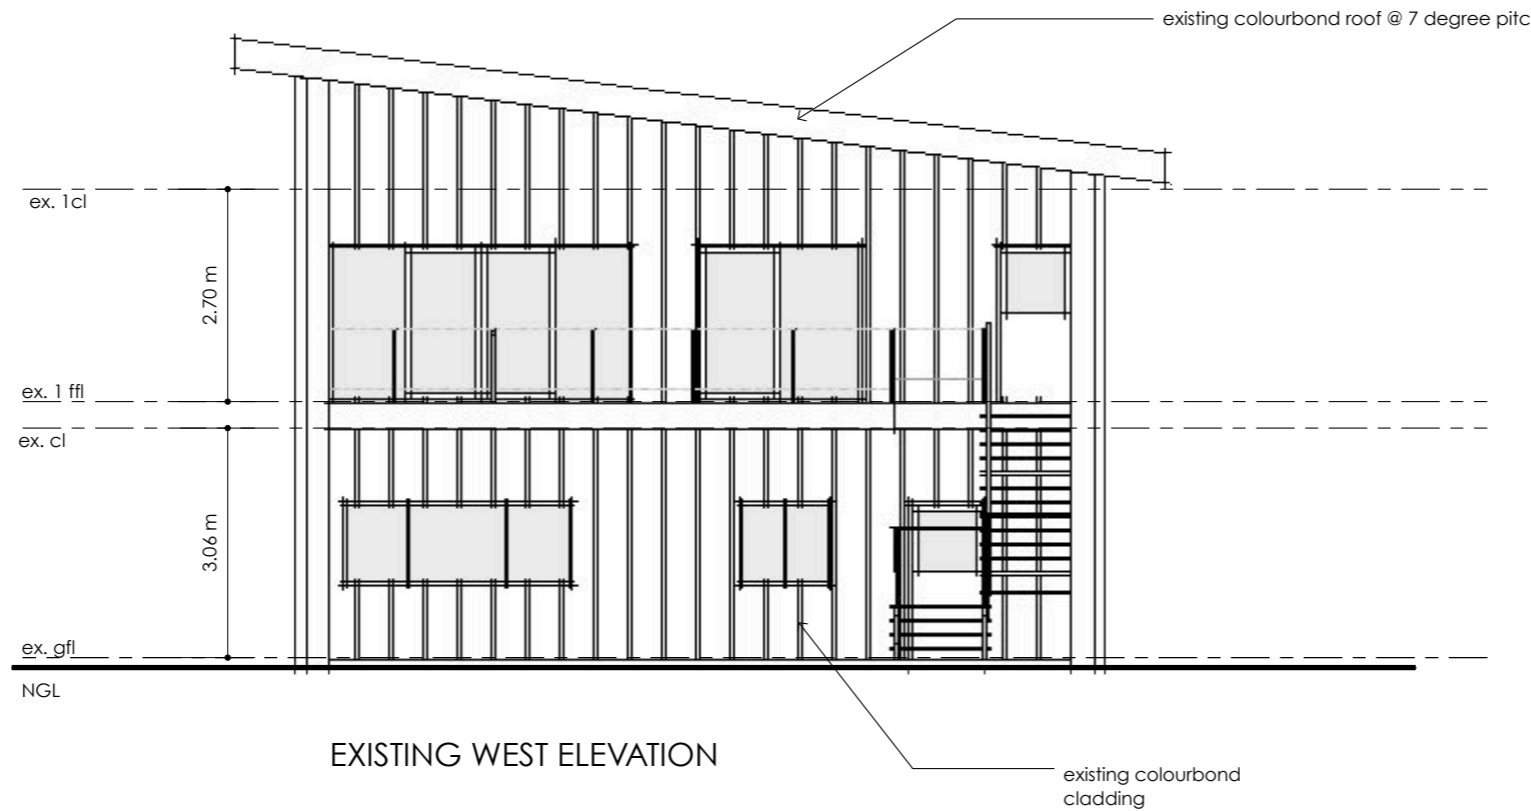 existing colourbond roof @ 7 degree pitc
ex. 1cl
2.70 m
ex. 1 ffl
ex. cl
3.06 m
ex. gfl
NGL
EXISTING WEST ELEVATION
existing colourbond
cladding